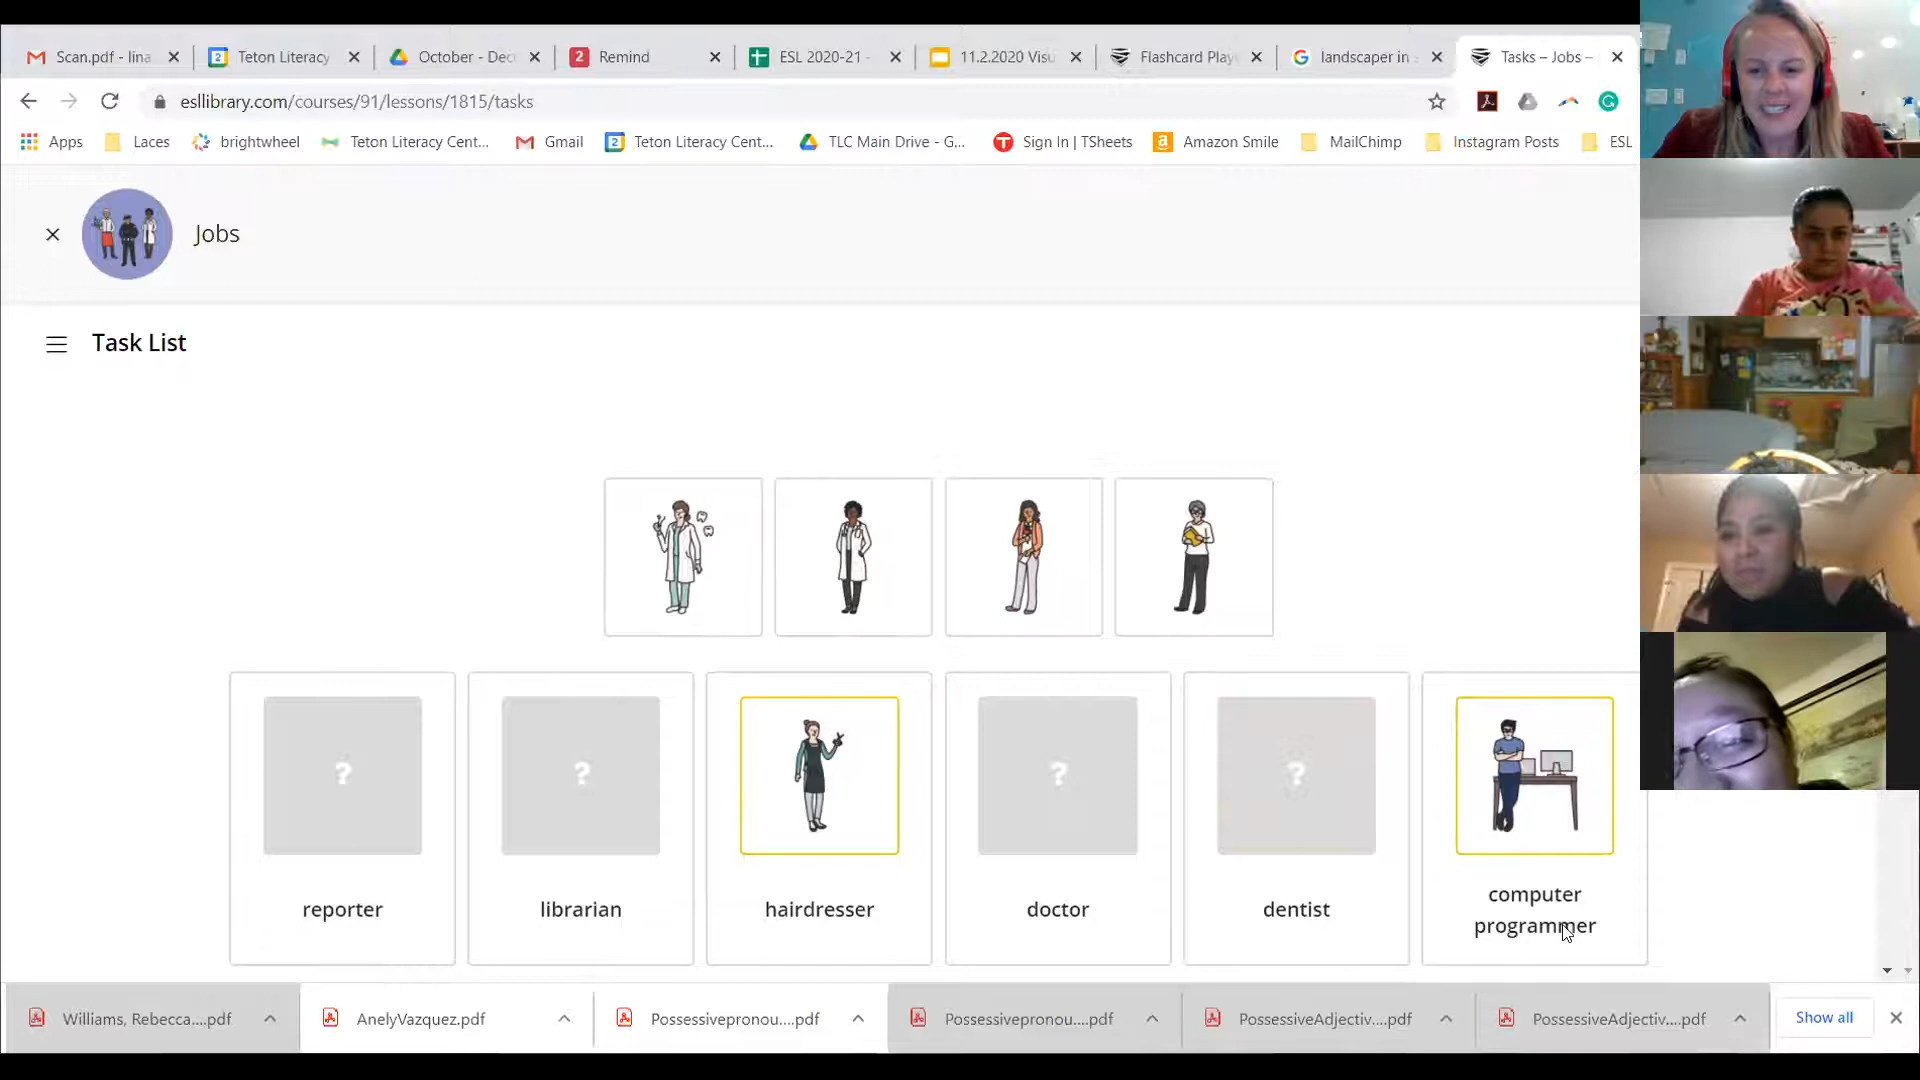 Scan.pdf - lina
Teton Literacy
October - Dec
2 Remind
ESL 2020-21 -
11.2.2020 Visu
Flashcard Play
landscaper in
Tasks – Jobs –
esllibrary.com/courses/91/lessons/1815/tasks
Apps
Laces
brightwheel
Teton Literacy Cent...
Gmail
Teton Literacy Cent...
TLC Main Drive - G...
Sign In | TSheets
Amazon Smile
MailChimp
Instagram Posts
ESL
Jobs
Task List
? ? ? ?
reporter
librarian
hairdresser
doctor
dentist
computer
programmer
Williams, Rebecca....pdf
AnelyVazquez.pdf
Possessivepronou....pdf
Possessivepronou....pdf
PossessiveAdjectiv....pdf
PossessiveAdjectiv....pdf
Show all